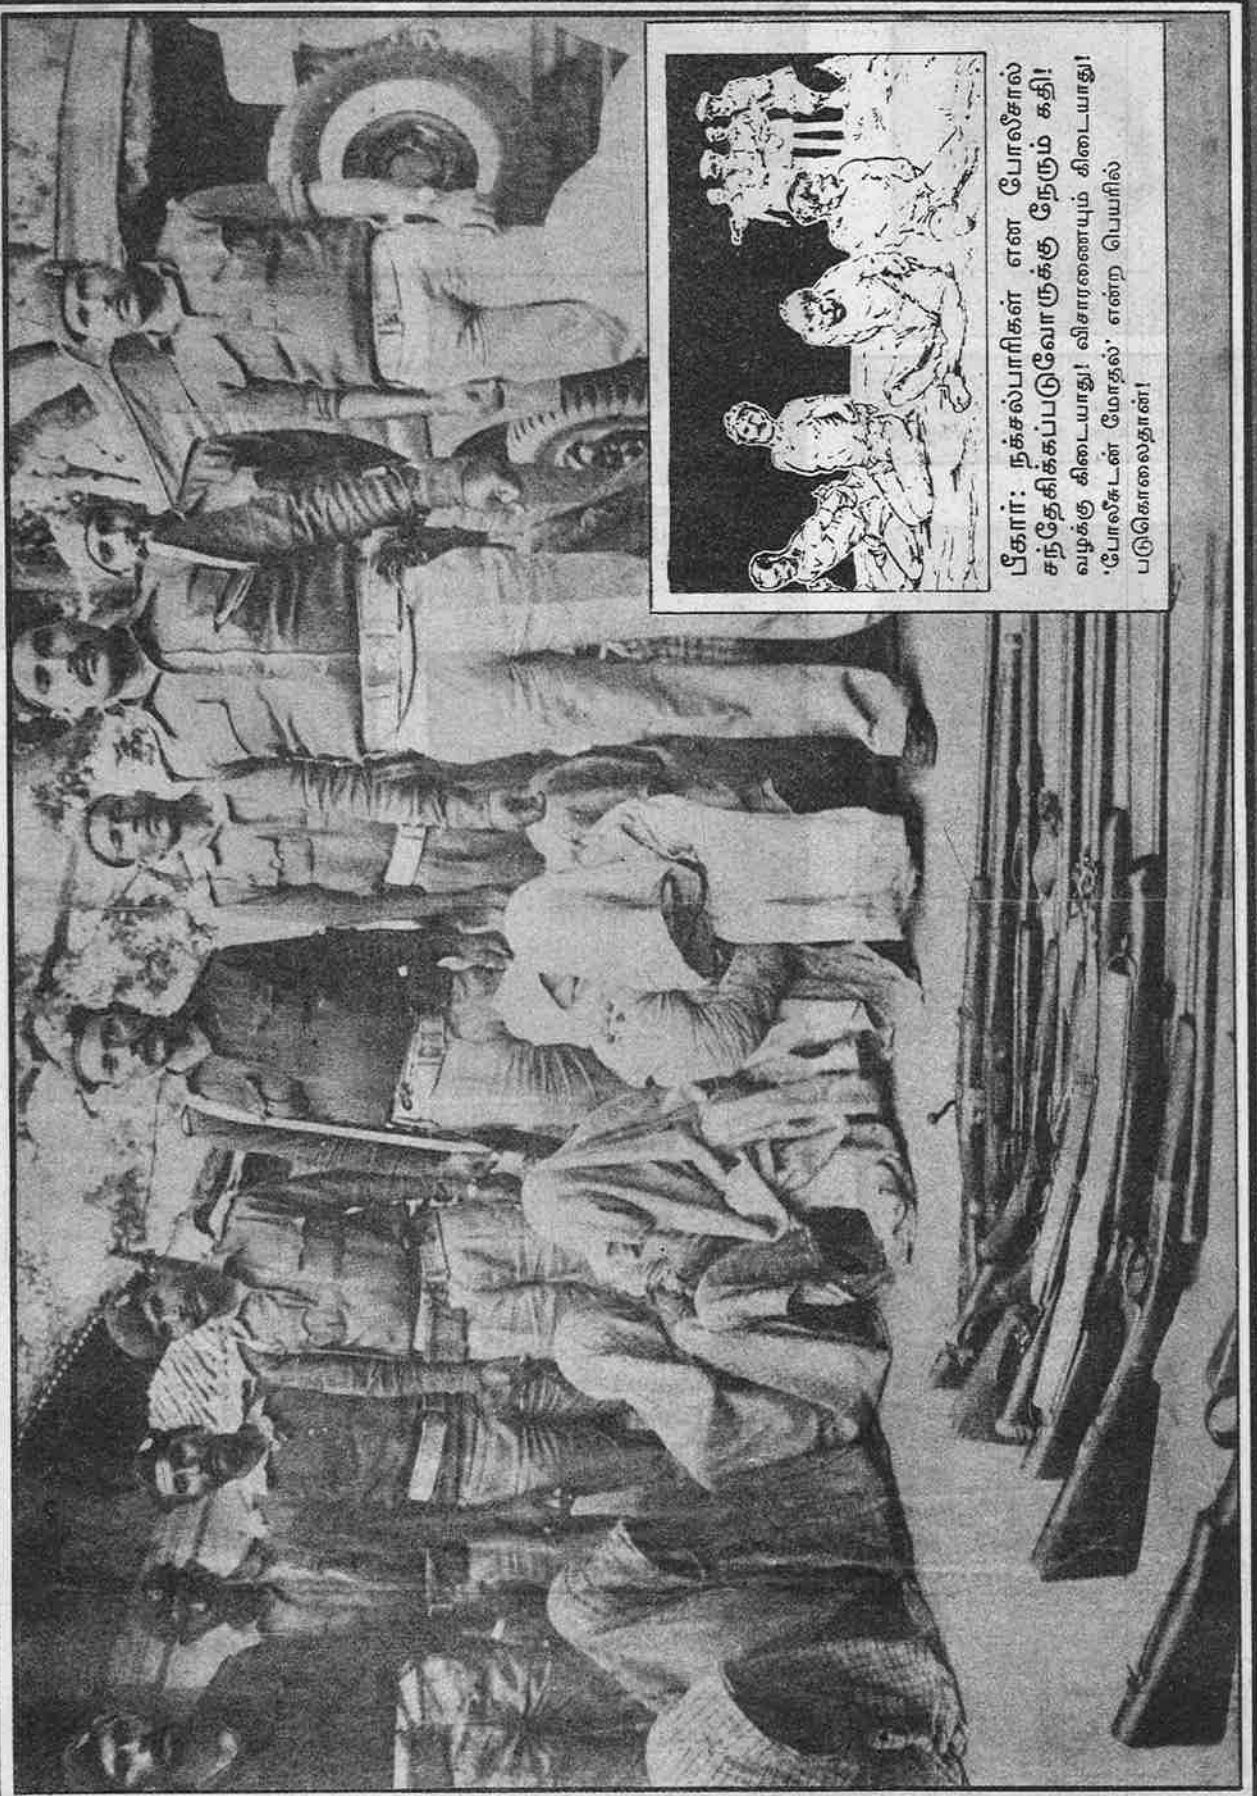 பீகார்: நக்சல்பாரிகள் என போலீசால்
சந்தேகிக்கப்படுவோருக்கு நேரும் கதி!
வழக்கு கிடையாது! விசாரணையும் கிடையாது!
'போலீசுடன் மோதல்' என்ற பெயரில்
படுகொலைதான்!